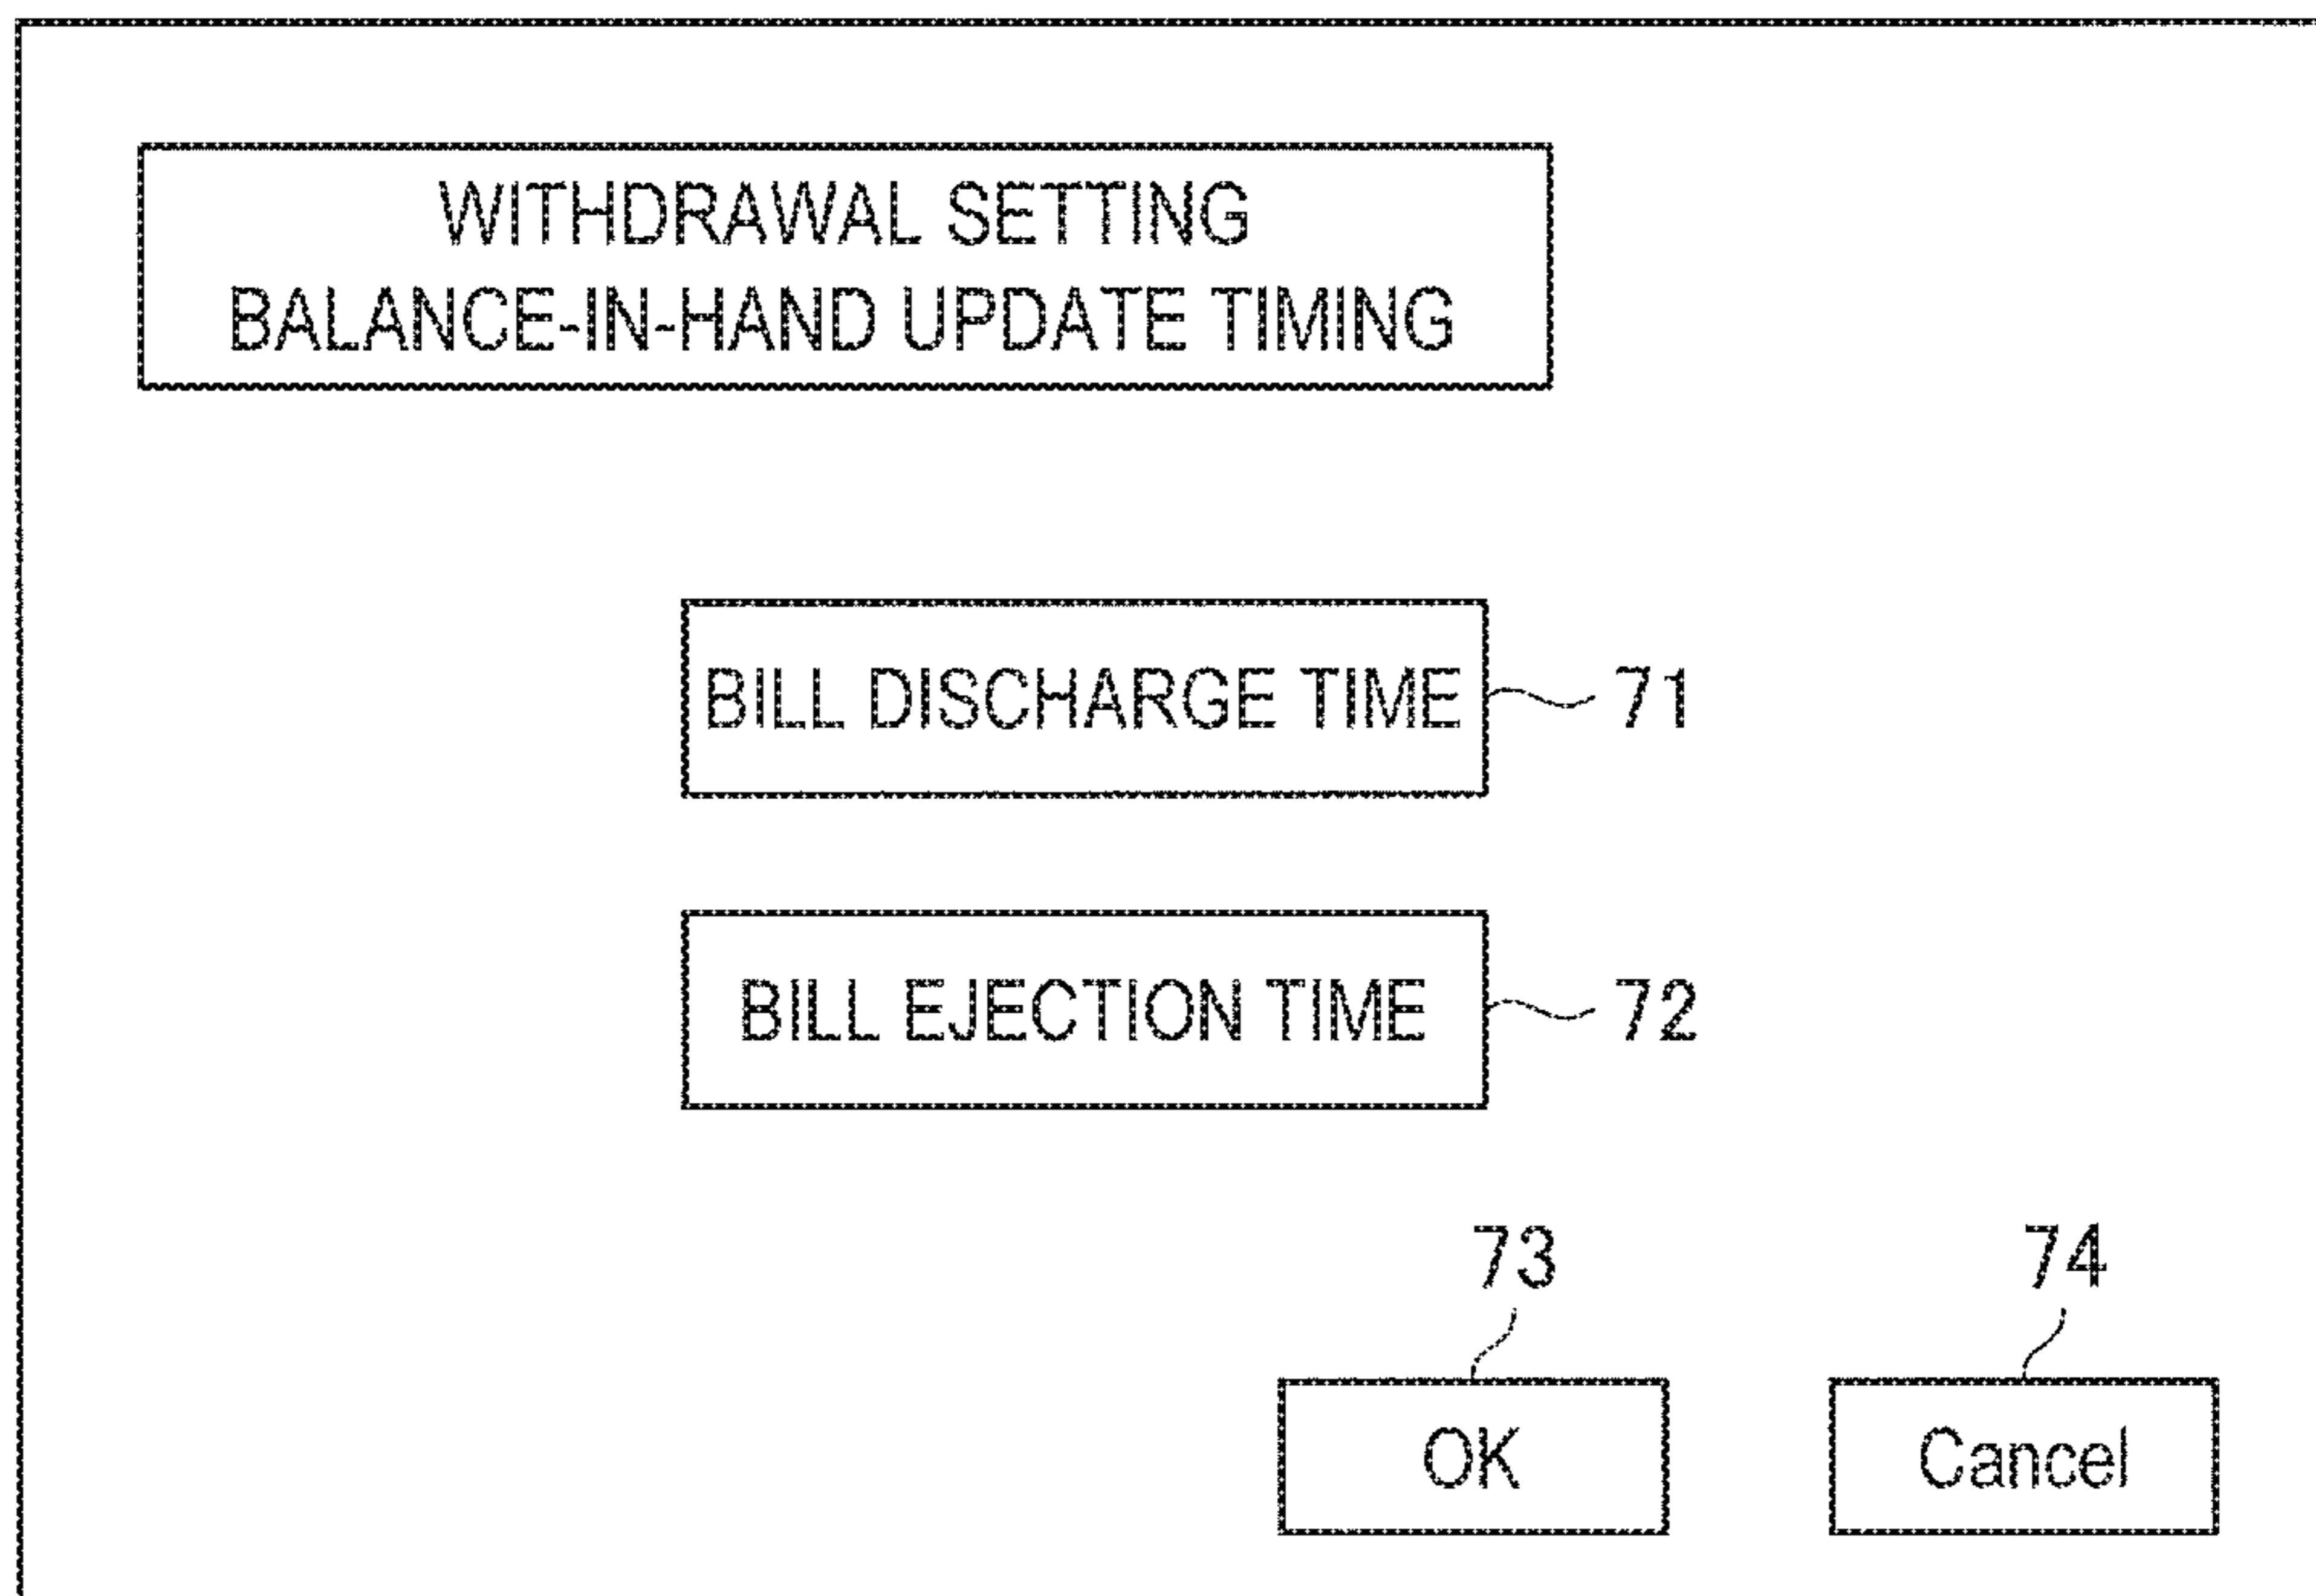 WITHDRAWAL SETTING
BALANCE-IN-HAND UPDATE TIMING
BILL DISCHARGE TIME 71
BILL EJECTION TIME 72
73 74
OK Cancel